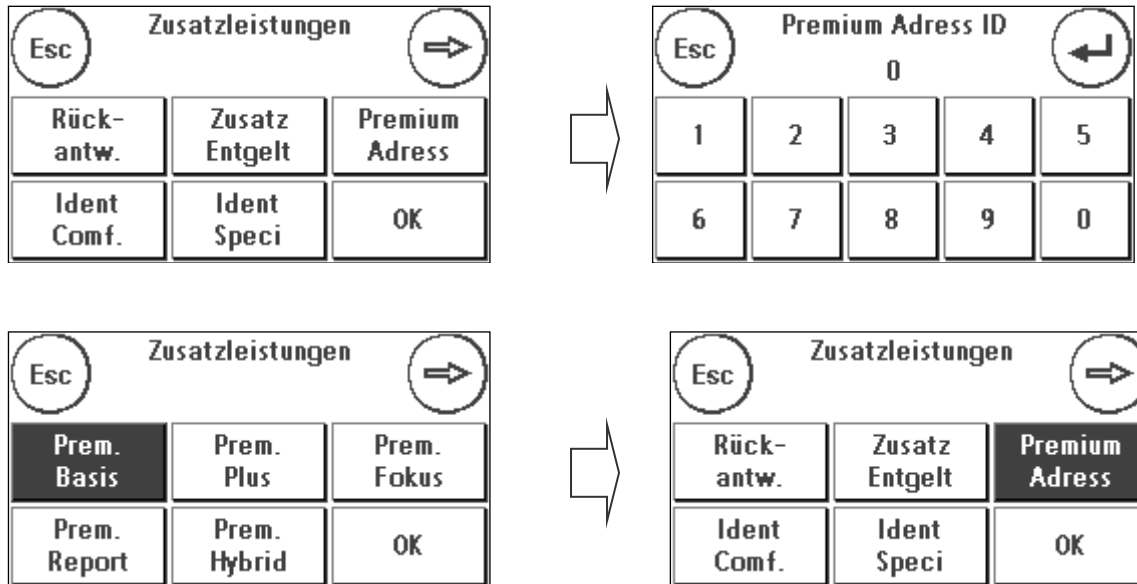 Esc Zusatzleistungen
Rück- Zusatz Premium
antw. Entgelt Adress
Ident Ident OK
Comf. Speci
Esc Premium Adress ID
0
1 2 3 4 5
6 7 8 9 0
Esc Zusatzleistungen
Prem. Prem. Prem.
Basis Plus Fokus
Prem. Prem. OK
Report Hybrid
Esc Zusatzleistungen
Rück- Zusatz Premium
antw. Entgelt Adress
Ident Ident OK
Comf. Speci